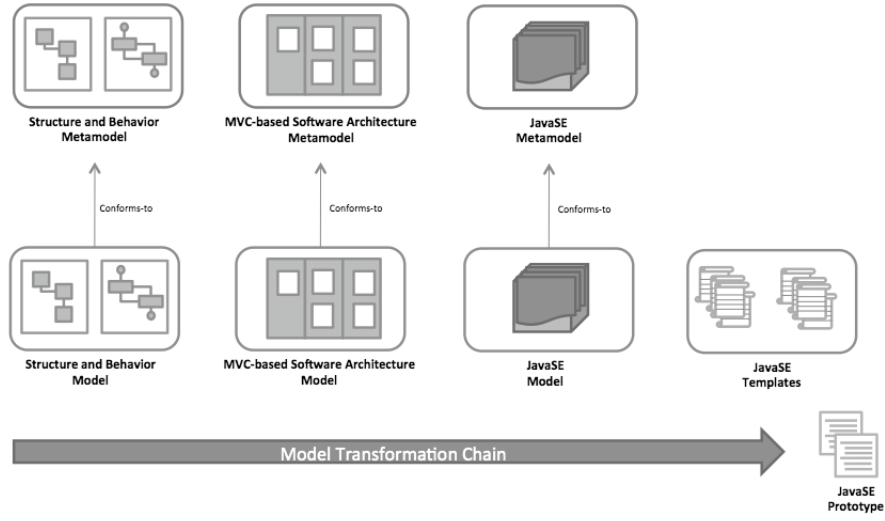 Structure and Behavior
Metamodel
MVC-based Software Architecture
Metamodel
JavaSE
Metamodel
Conforms-to
Conforms-to
Conforms-to
Structure and Behavior
Model
MVC-based Software Architecture
Model
JavaSE
Model
JavaSE
Templates
Model Transformation Chain
JavaSE
Prototype